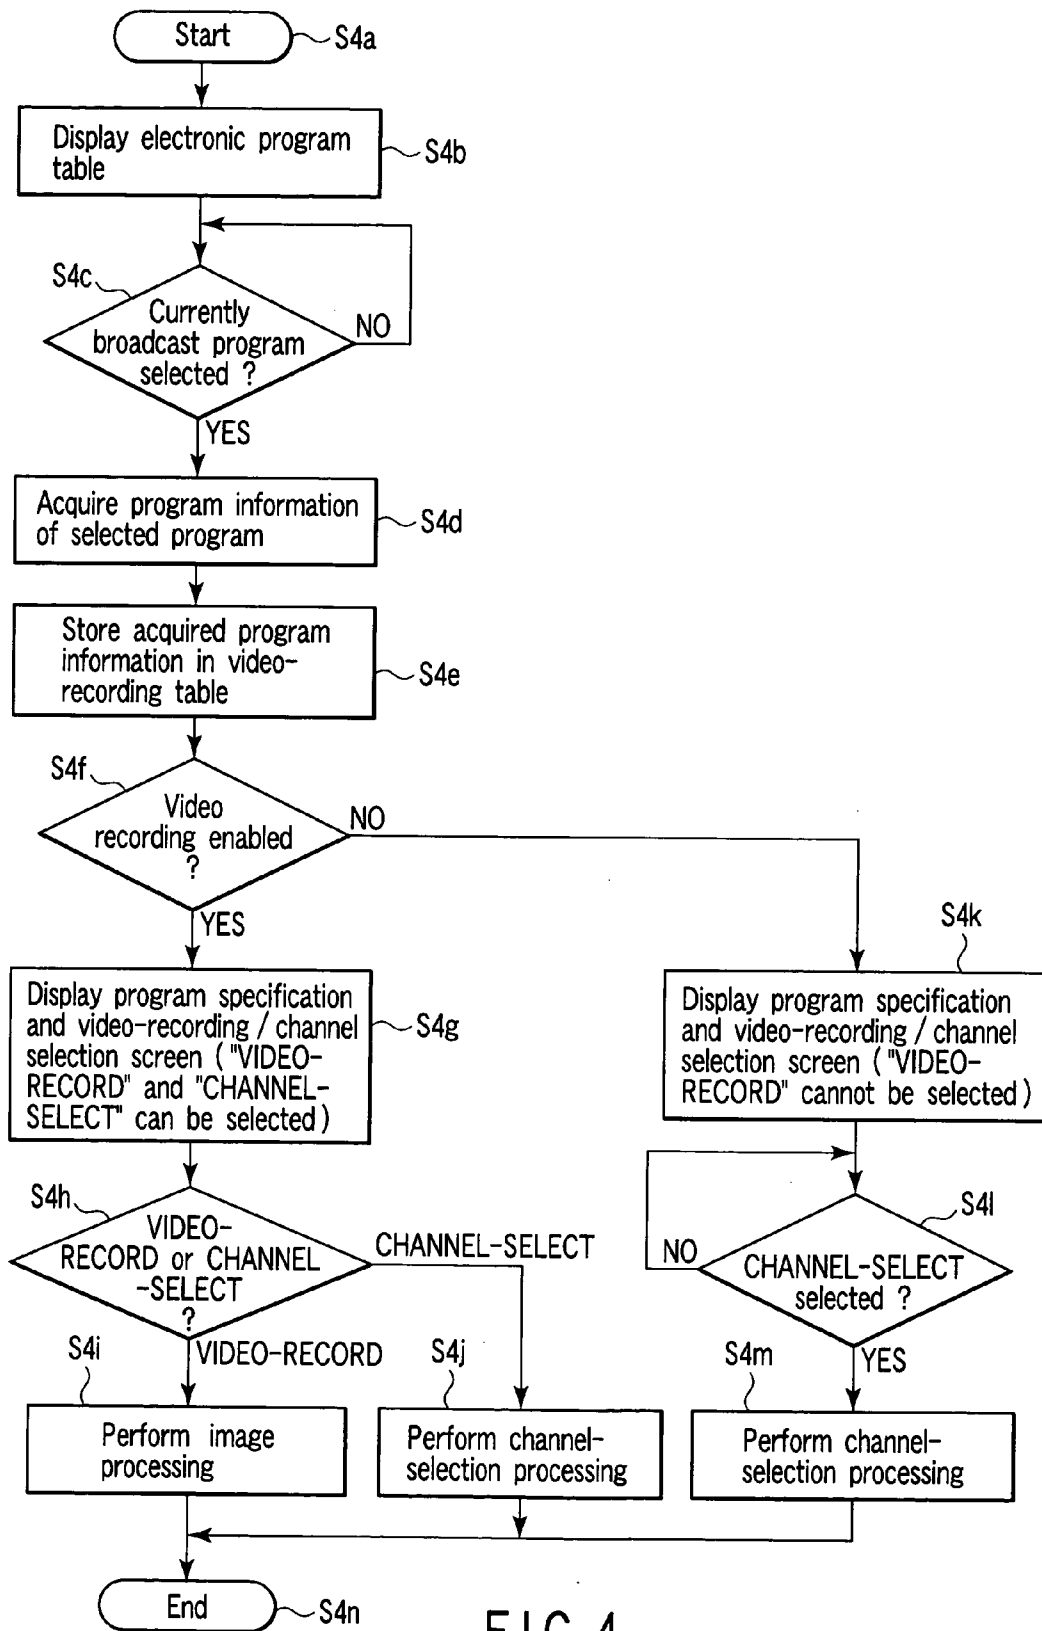 Start
S4a
Display electronic program
table
S4b
S4c
Currently
broadcast program
selected ?
NO
YES
Acquire program information
of selected program
S4d
Store acquired program
information in video-
recording table
S4e
S4f
Video
recording enabled
?
NO
YES
S4k
Display program specification
and video-recording / channel
selection screen ("VIDEO-
RECORD" and "CHANNEL-
SELECT" can be selected)
S4g
Display program specification
and video-recording / channel
selection screen ("VIDEO-
RECORD" cannot be selected)
S4h
VIDEO-
RECORD or CHANNEL
-SELECT
?
CHANNEL-SELECT
VIDEO-RECORD
S4l
NO
CHANNEL-SELECT
selected ?
YES
S4i
Perform image
processing
S4j
Perform channel-
selection processing
S4m
Perform channel-
selection processing
End
S4n
FIG. 4